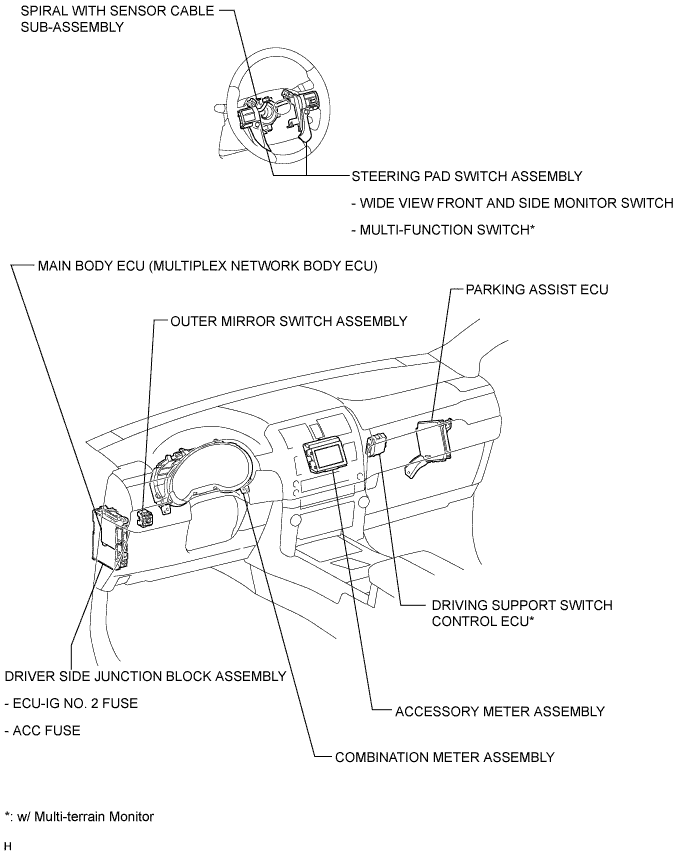 SPIRAL WITH SENSOR CABLE
SUB-ASSEMBLY
STEERING PAD SWITCH ASSEMBLY
- WIDE VIEW FRONT AND SIDE MONITOR SWITCH
- MULTI-FUNCTION SWITCH*
MAIN BODY ECU (MULTIPLEX NETWORK BODY ECU)
PARKING ASSIST ECU
OUTER MIRROR SWITCH ASSEMBLY
DRIVING SUPPORT SWITCH
CONTROL ECU*
DRIVER SIDE JUNCTION BLOCK ASSEMBLY
- ECU-IG NO. 2 FUSE
- ACC FUSE
ACCESSORY METER ASSEMBLY
COMBINATION METER ASSEMBLY
*: w/ Multi-terrain Monitor
H